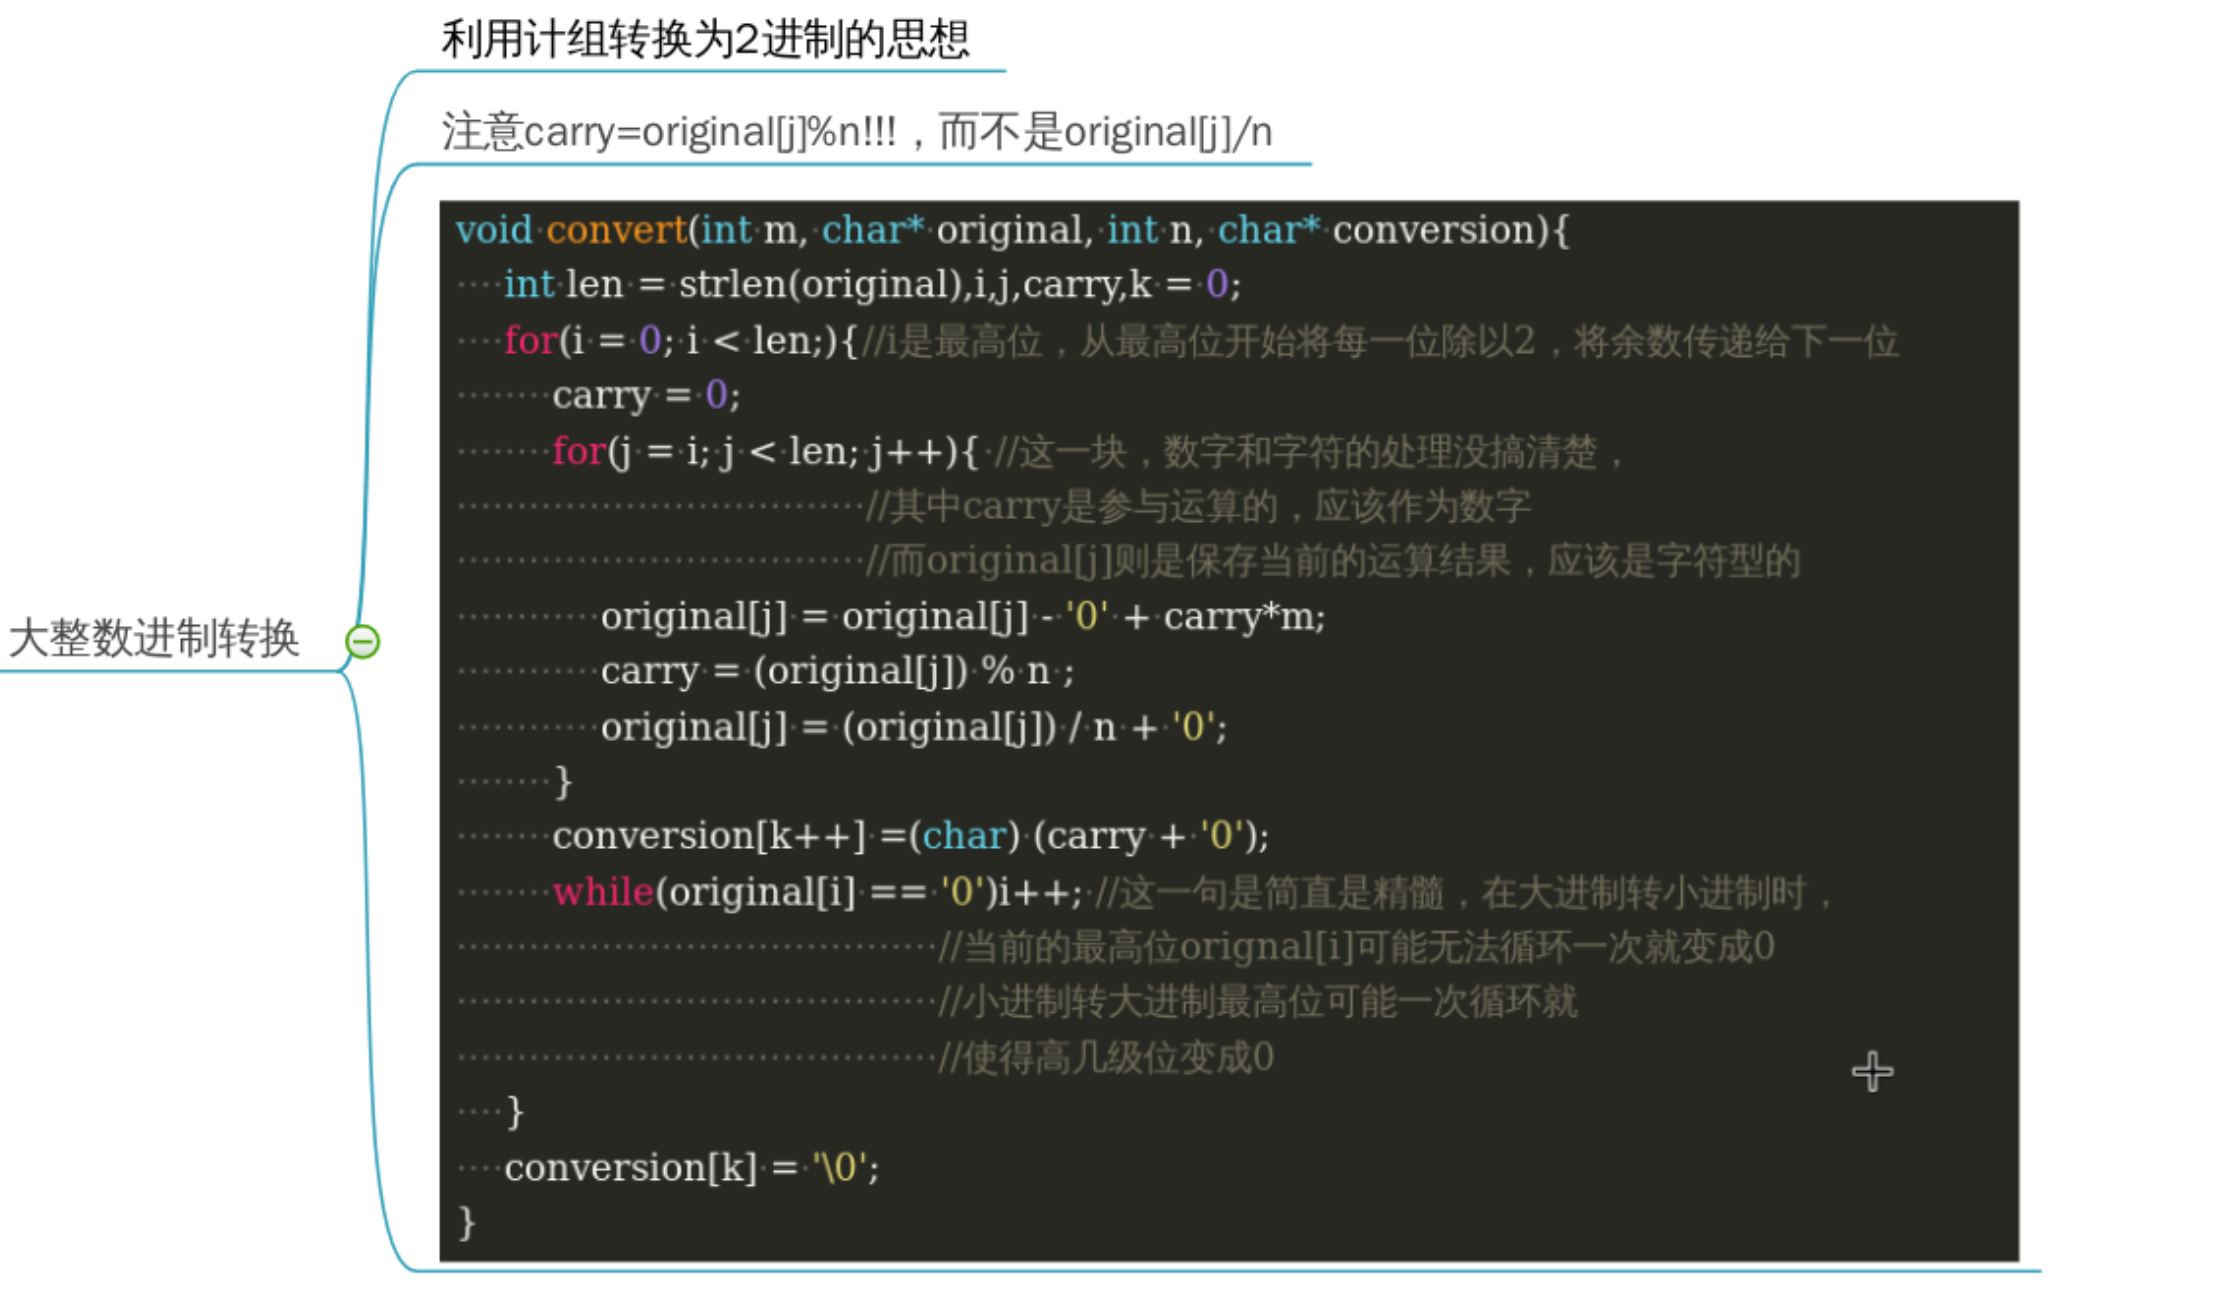 利用计组转换为2进制的思想
注意carry=original[j]%n!!!，而不是original[j]/n
大整数进制转换
void convert(int m, char* original, int n, char* conversion){
    int len = strlen(original),i,j,carry,k = 0;
    for(i = 0; i < len;){//i是最高位，从最高位开始将每一位除以2，将余数传递给下一位
        carry = 0;
        for(j = i; j < len; j++){ //这一块，数字和字符的处理没搞清楚，
                                  //其中carry是参与运算的，应该作为数字
                                  //而original[j]则是保存当前的运算结果，应该是字符型的
            original[j] = original[j] - '0' + carry*m;
            carry = (original[j]) % n ;
            original[j] = (original[j]) / n + '0';
        }
        conversion[k++] =(char) (carry + '0');
        while(original[i] == '0')i++; //这一句是简直是精髓，在大进制转小进制时，
                                        //当前的最高位orignal[i]可能无法循环一次就变成0
                                        //小进制转大进制最高位可能一次循环就
                                        //使得高几级位变成0
    }
    conversion[k] = '\0';
}